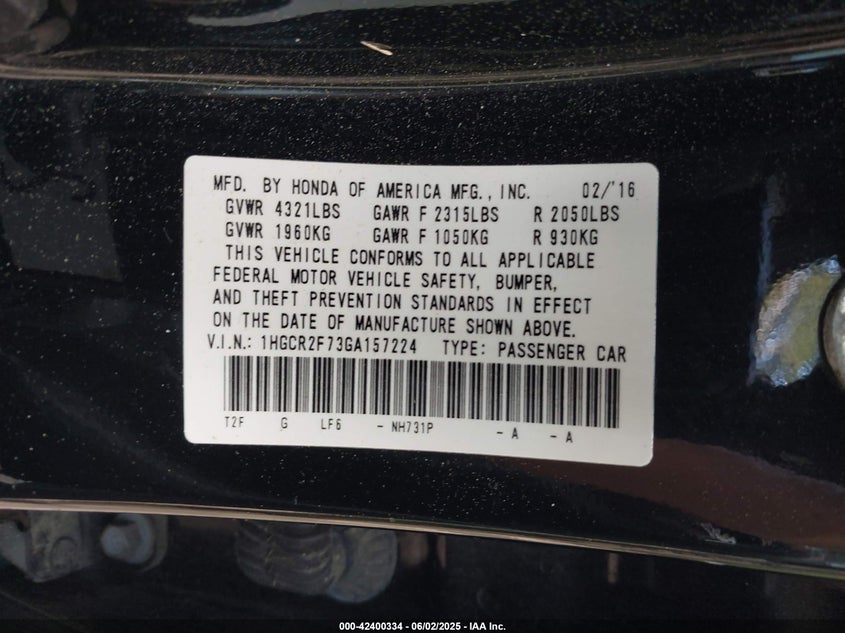 MFD. BY HONDA OF AMERICA MFG., INC. 02/'16
GVWR 4321LBS GAWR F 2315LBS R 2050LBS
GVWR 1960KG GAWR F 1050KG R 930KG
THIS VEHICLE CONFORMS TO ALL APPLICABLE
FEDERAL MOTOR VEHICLE SAFETY, BUMPER,
AND THEFT PREVENTION STANDARDS IN EFFECT
ON THE DATE OF MANUFACTURE SHOWN ABOVE.
V.I.N.: 1HGCR2F73GA157224 TYPE: PASSENGER CAR
T2F G LF6 - NH731P - A - A
000-42400334 - 06/02/2025 - IAA Inc.